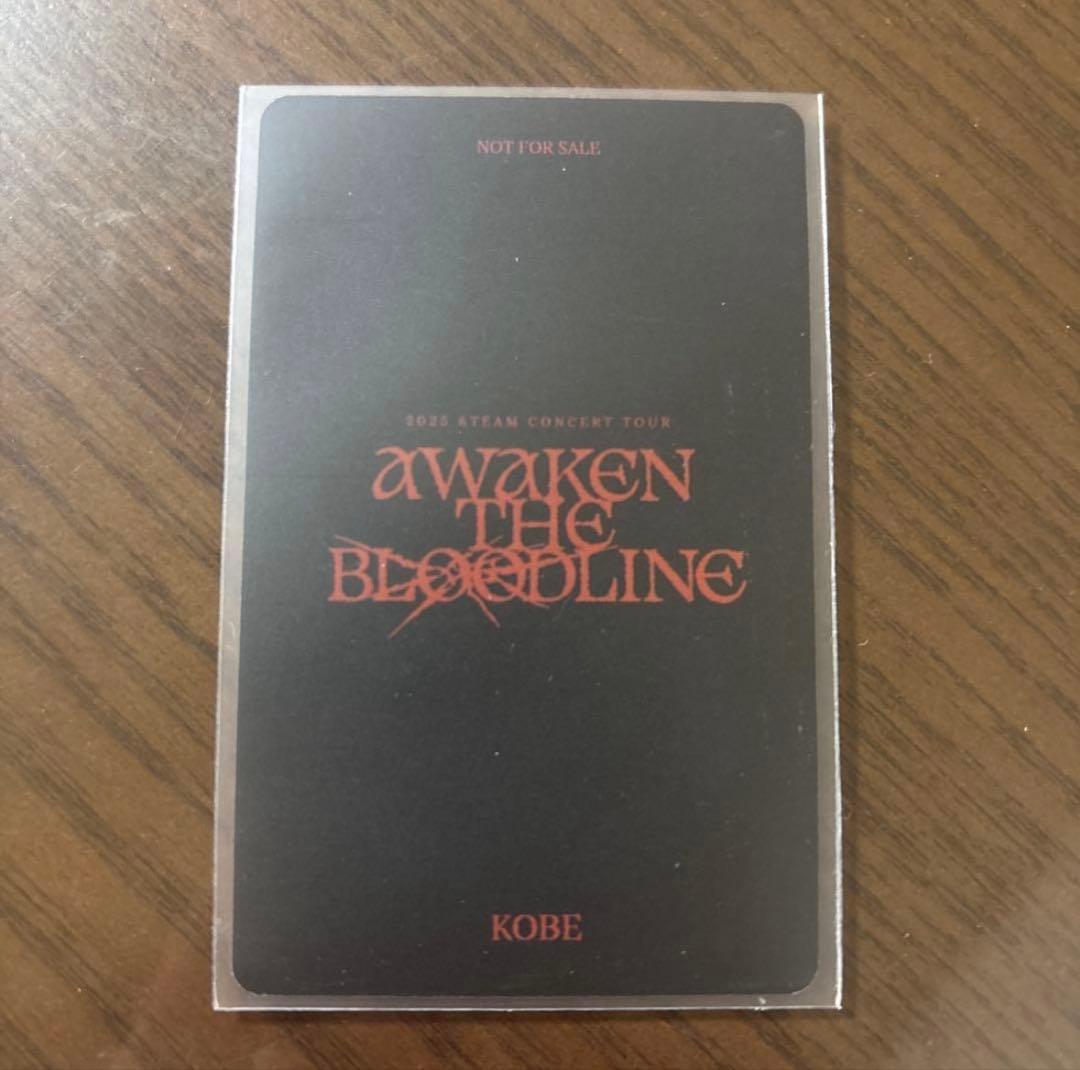 NOT FOR SALE
2025 &TEAM CONCERT TOUR
AWAKEN
THE
BLOODLINE
KOBE